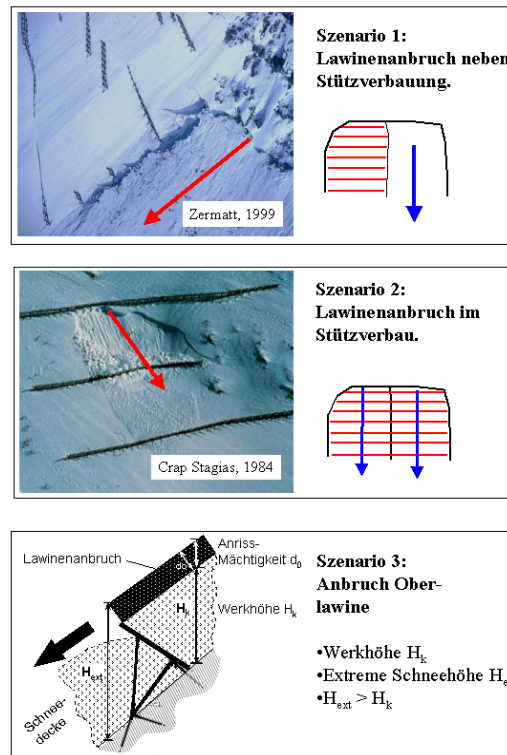 Szenario 1:
Lawinenanbruch neben
Stützverbauung.
Zermatt, 1999
Szenario 2:
Lawinenanbruch im
Stützverbau.
Crap Stagias, 1984
Anriss-
Mächtigkeit d₀
Lawinenanbruch
d₀
Hₖ
Werkhöhe Hₖ
Hₑₓₜ
Schnee-
decke
Szenario 3:
Anbruch Ober-
lawine
•Werkhöhe Hₖ
•Extreme Schneehöhe Hₑ
•Hₑₓₜ > Hₖ